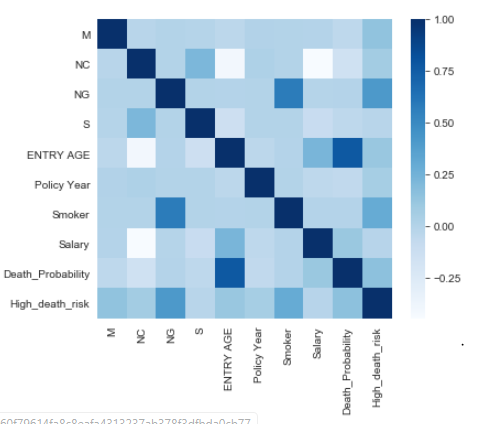 M
NC
NG
S
ENTRY AGE
Policy Year
Smoker
Salary
Death_Probability
High_death_risk
M
NC
NG
S
ENTRY AGE
Policy Year
Smoker
Salary
Death_Probability
High_death_risk
1.00
0.75
0.50
0.25
0.00
−0.25
.